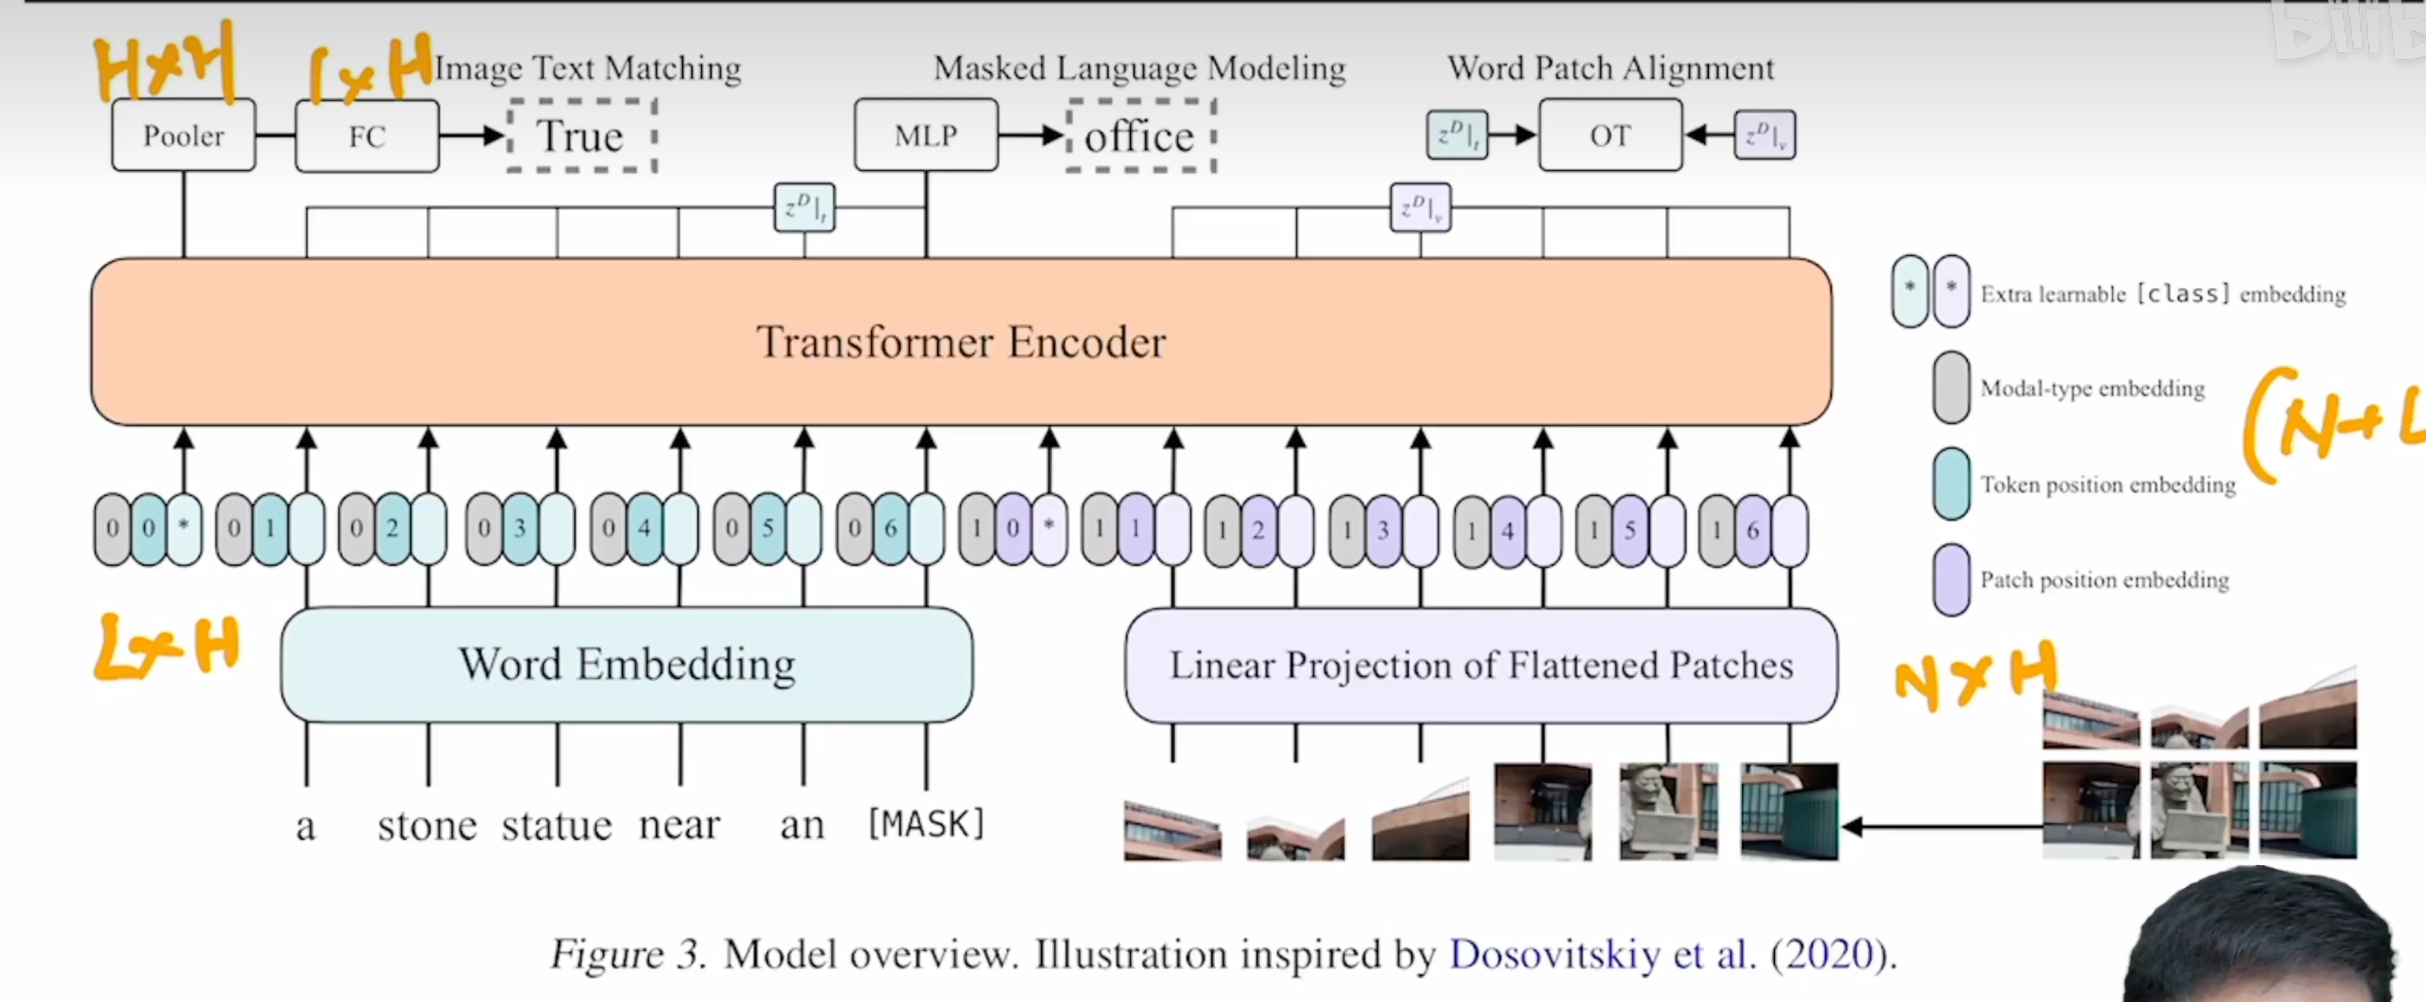 bilib
H×H
1×H
Image Text Matching
Masked Language Modeling
Word Patch Alignment
Pooler
FC
True
MLP
office
z^D|_t
OT
z^D|_v
z^D|_t
z^D|_v
Transformer Encoder
* * Extra learnable [class] embedding
Modal-type embedding
(N+L
Token position embedding
Patch position embedding
0 0 * 0 1 0 2 0 3 0 4 0 5 0 6 1 0 * 1 1 1 2 1 3 1 4 1 5 1 6
L×H
Word Embedding
Linear Projection of Flattened Patches
N×H
a stone statue near an [MASK]
Figure 3. Model overview. Illustration inspired by Dosovitskiy et al. (2020).